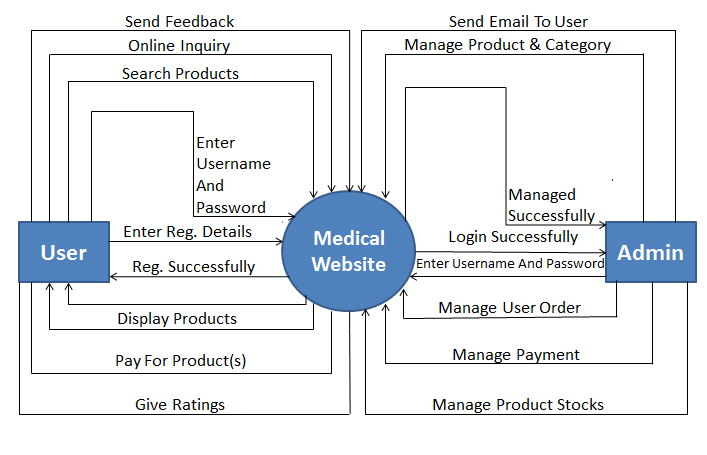 Send Feedback
Send Email To User
Online Inquiry
Manage Product & Category
Search Products
Enter
Username
And
Password
Managed
Successfully
Enter Reg. Details
Medical
Website
Login Successfully
User
Admin
Reg. Successfully
Enter Username And Password
Display Products
Manage User Order
Pay For Product(s)
Manage Payment
Give Ratings
Manage Product Stocks